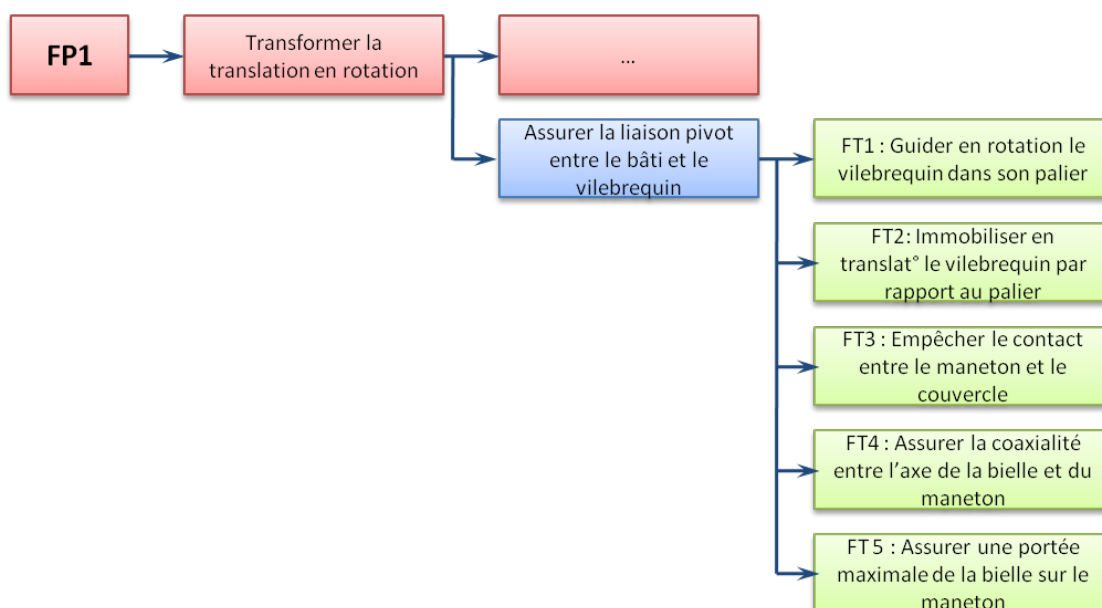 FP1
Transformer la
translation en rotation
...
Assurer la liaison pivot
entre le bâti et le
vilebrequin
FT1 : Guider en rotation le
vilebrequin dans son palier
FT2: Immobiliser en
translat° le vilebrequin par
rapport au palier
FT3 : Empêcher le contact
entre le maneton et le
couvercle
FT4 : Assurer la coaxialité
entre l'axe de la bielle et du
maneton
FT5 : Assurer une portée
maximale de la bielle sur le
maneton